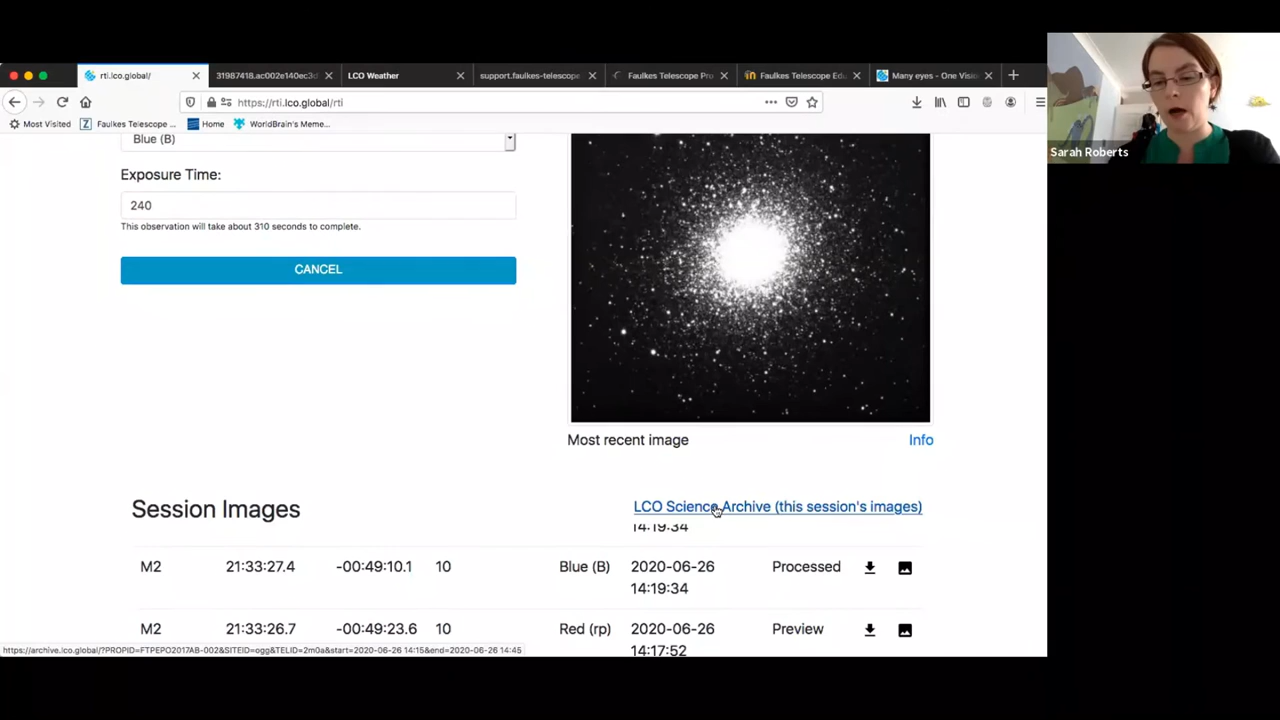 rti.lco.global/
31987418.ac002e140ec3d
LCO Weather
support.faulkes-telescope
Faulkes Telescope Pro
Faulkes Telescope Edu
Many eyes - One Visio
https://rti.lco.global/rti
Most Visited
Faulkes Telescope ...
Home
WorldBrain's Meme...
Sarah Roberts
Blue (B)
Exposure Time:
240
This observation will take about 310 seconds to complete.
CANCEL
Most recent image
Info
Session Images
LCO Science Archive (this session's images)
14:19:34
M2 21:33:27.4 -00:49:10.1 10 Blue (B) 2020-06-26 Processed
14:19:34
M2 21:33:26.7 -00:49:23.6 10 Red (rp) 2020-06-26 Preview
14:17:52
https://archive.lco.global/?PROPID=FTPEPO2017AB-002&SITEID=ogg&TELID=2m0a&start=2020-06-26 14:15&end=2020-06-26 14:45